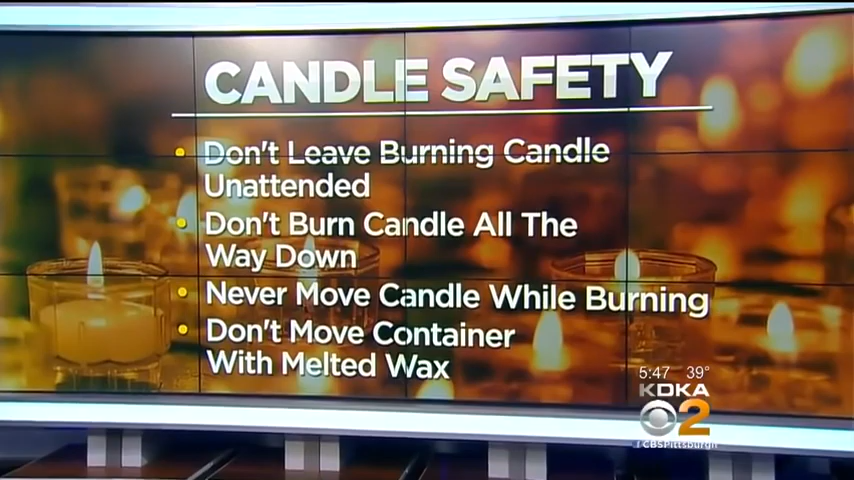 CANDLE SAFETY
Don't Leave Burning Candle
Unattended
Don't Burn Candle All The
Way Down
Never Move Candle While Burning
Don't Move Container
With Melted Wax
5:47 39°
KDKA
2
/CBSPittsburgh